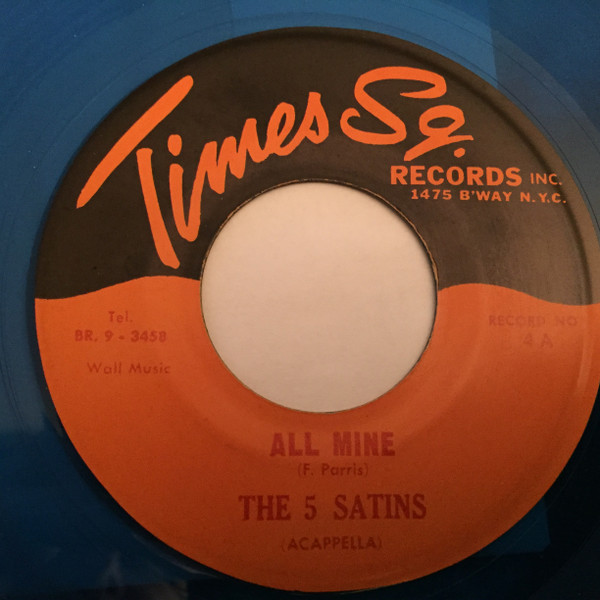 Times Sq.
RECORDS INC.
1475 B'WAY N.Y.C.
Tel.
BR. 9 - 3458
Wall Music
RECORD NO
4 A
ALL MINE
(F. Parris)
THE 5 SATINS
(ACAPPELLA)